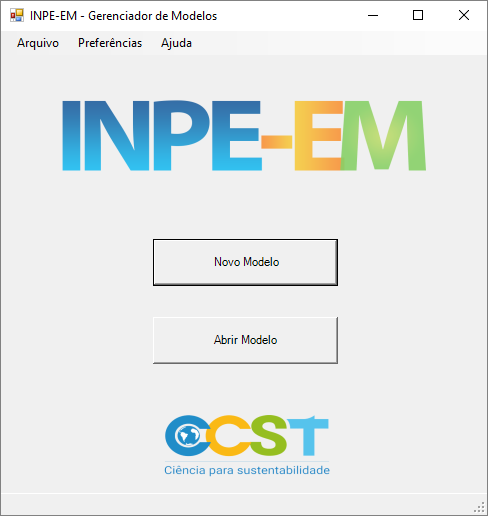 INPE-EM - Gerenciador de Modelos
Arquivo Preferências Ajuda
INPE-EM
Novo Modelo
Abrir Modelo
CCST
Ciência para sustentabilidade